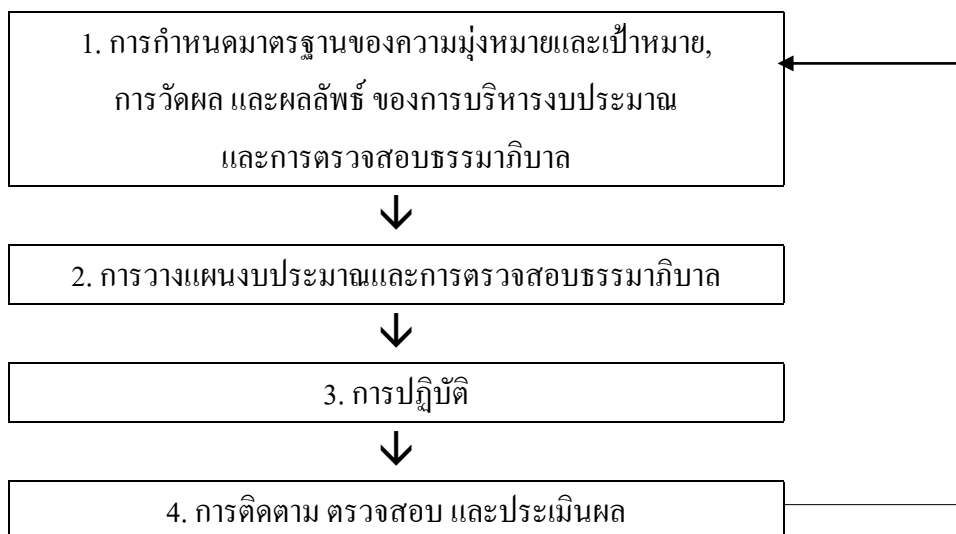 1. การกำหนดมาตรฐานของความมุ่งหมายและเป้าหมาย,
การวัดผล และผลลัพธ์ ของการบริหารงบประมาณ
และการตรวจสอบธรรมาภิบาล
2. การวางแผนงบประมาณและการตรวจสอบธรรมาภิบาล
3. การปฏิบัติ
4. การติดตาม ตรวจสอบ และประเมินผล